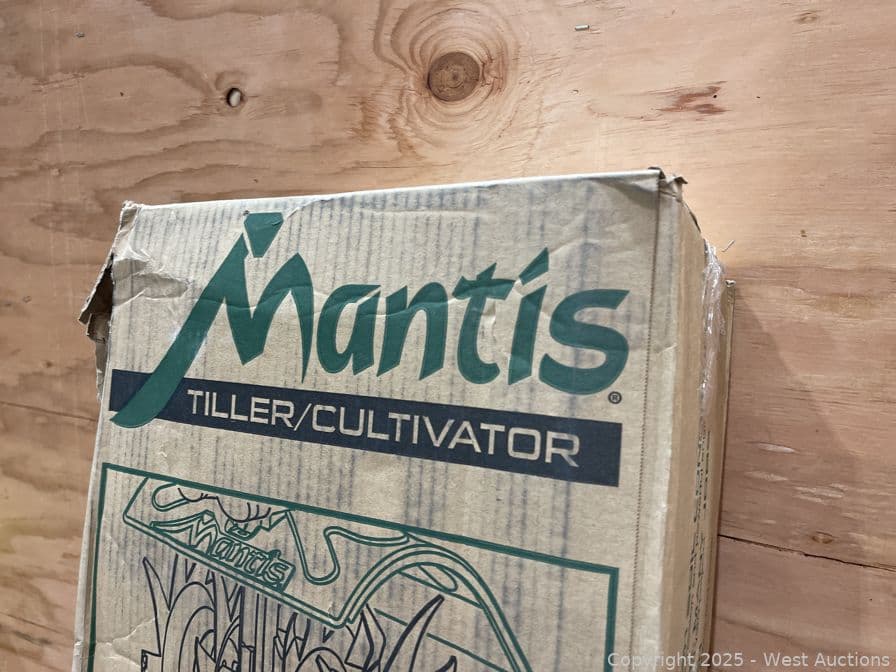 Mantis®
TILLER/CULTIVATOR
Mantis
Copyright 2025 - West Auctions